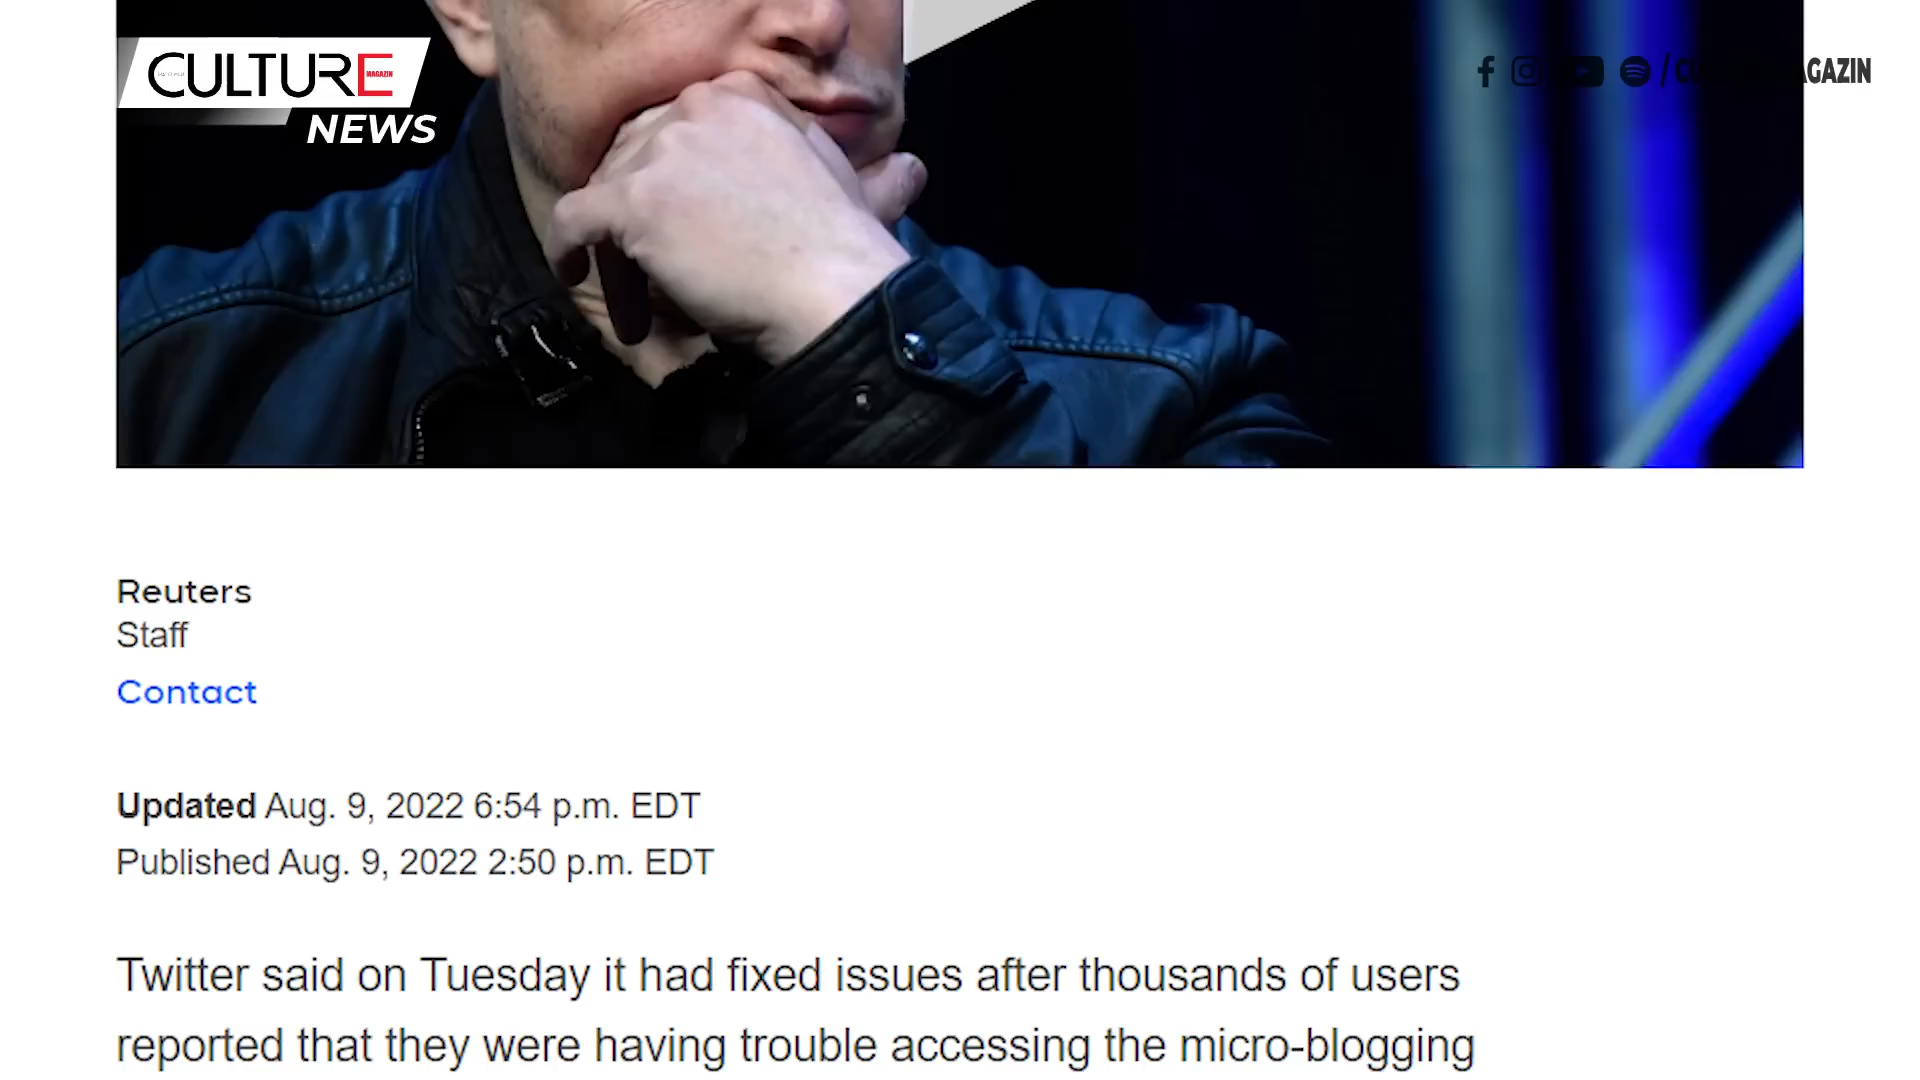 CULTURE
MAGAZIN
NEWS
AGAZIN
Reuters
Staff
Contact
Updated Aug. 9, 2022 6:54 p.m. EDT
Published Aug. 9, 2022 2:50 p.m. EDT
Twitter said on Tuesday it had fixed issues after thousands of users
reported that they were having trouble accessing the micro-blogging